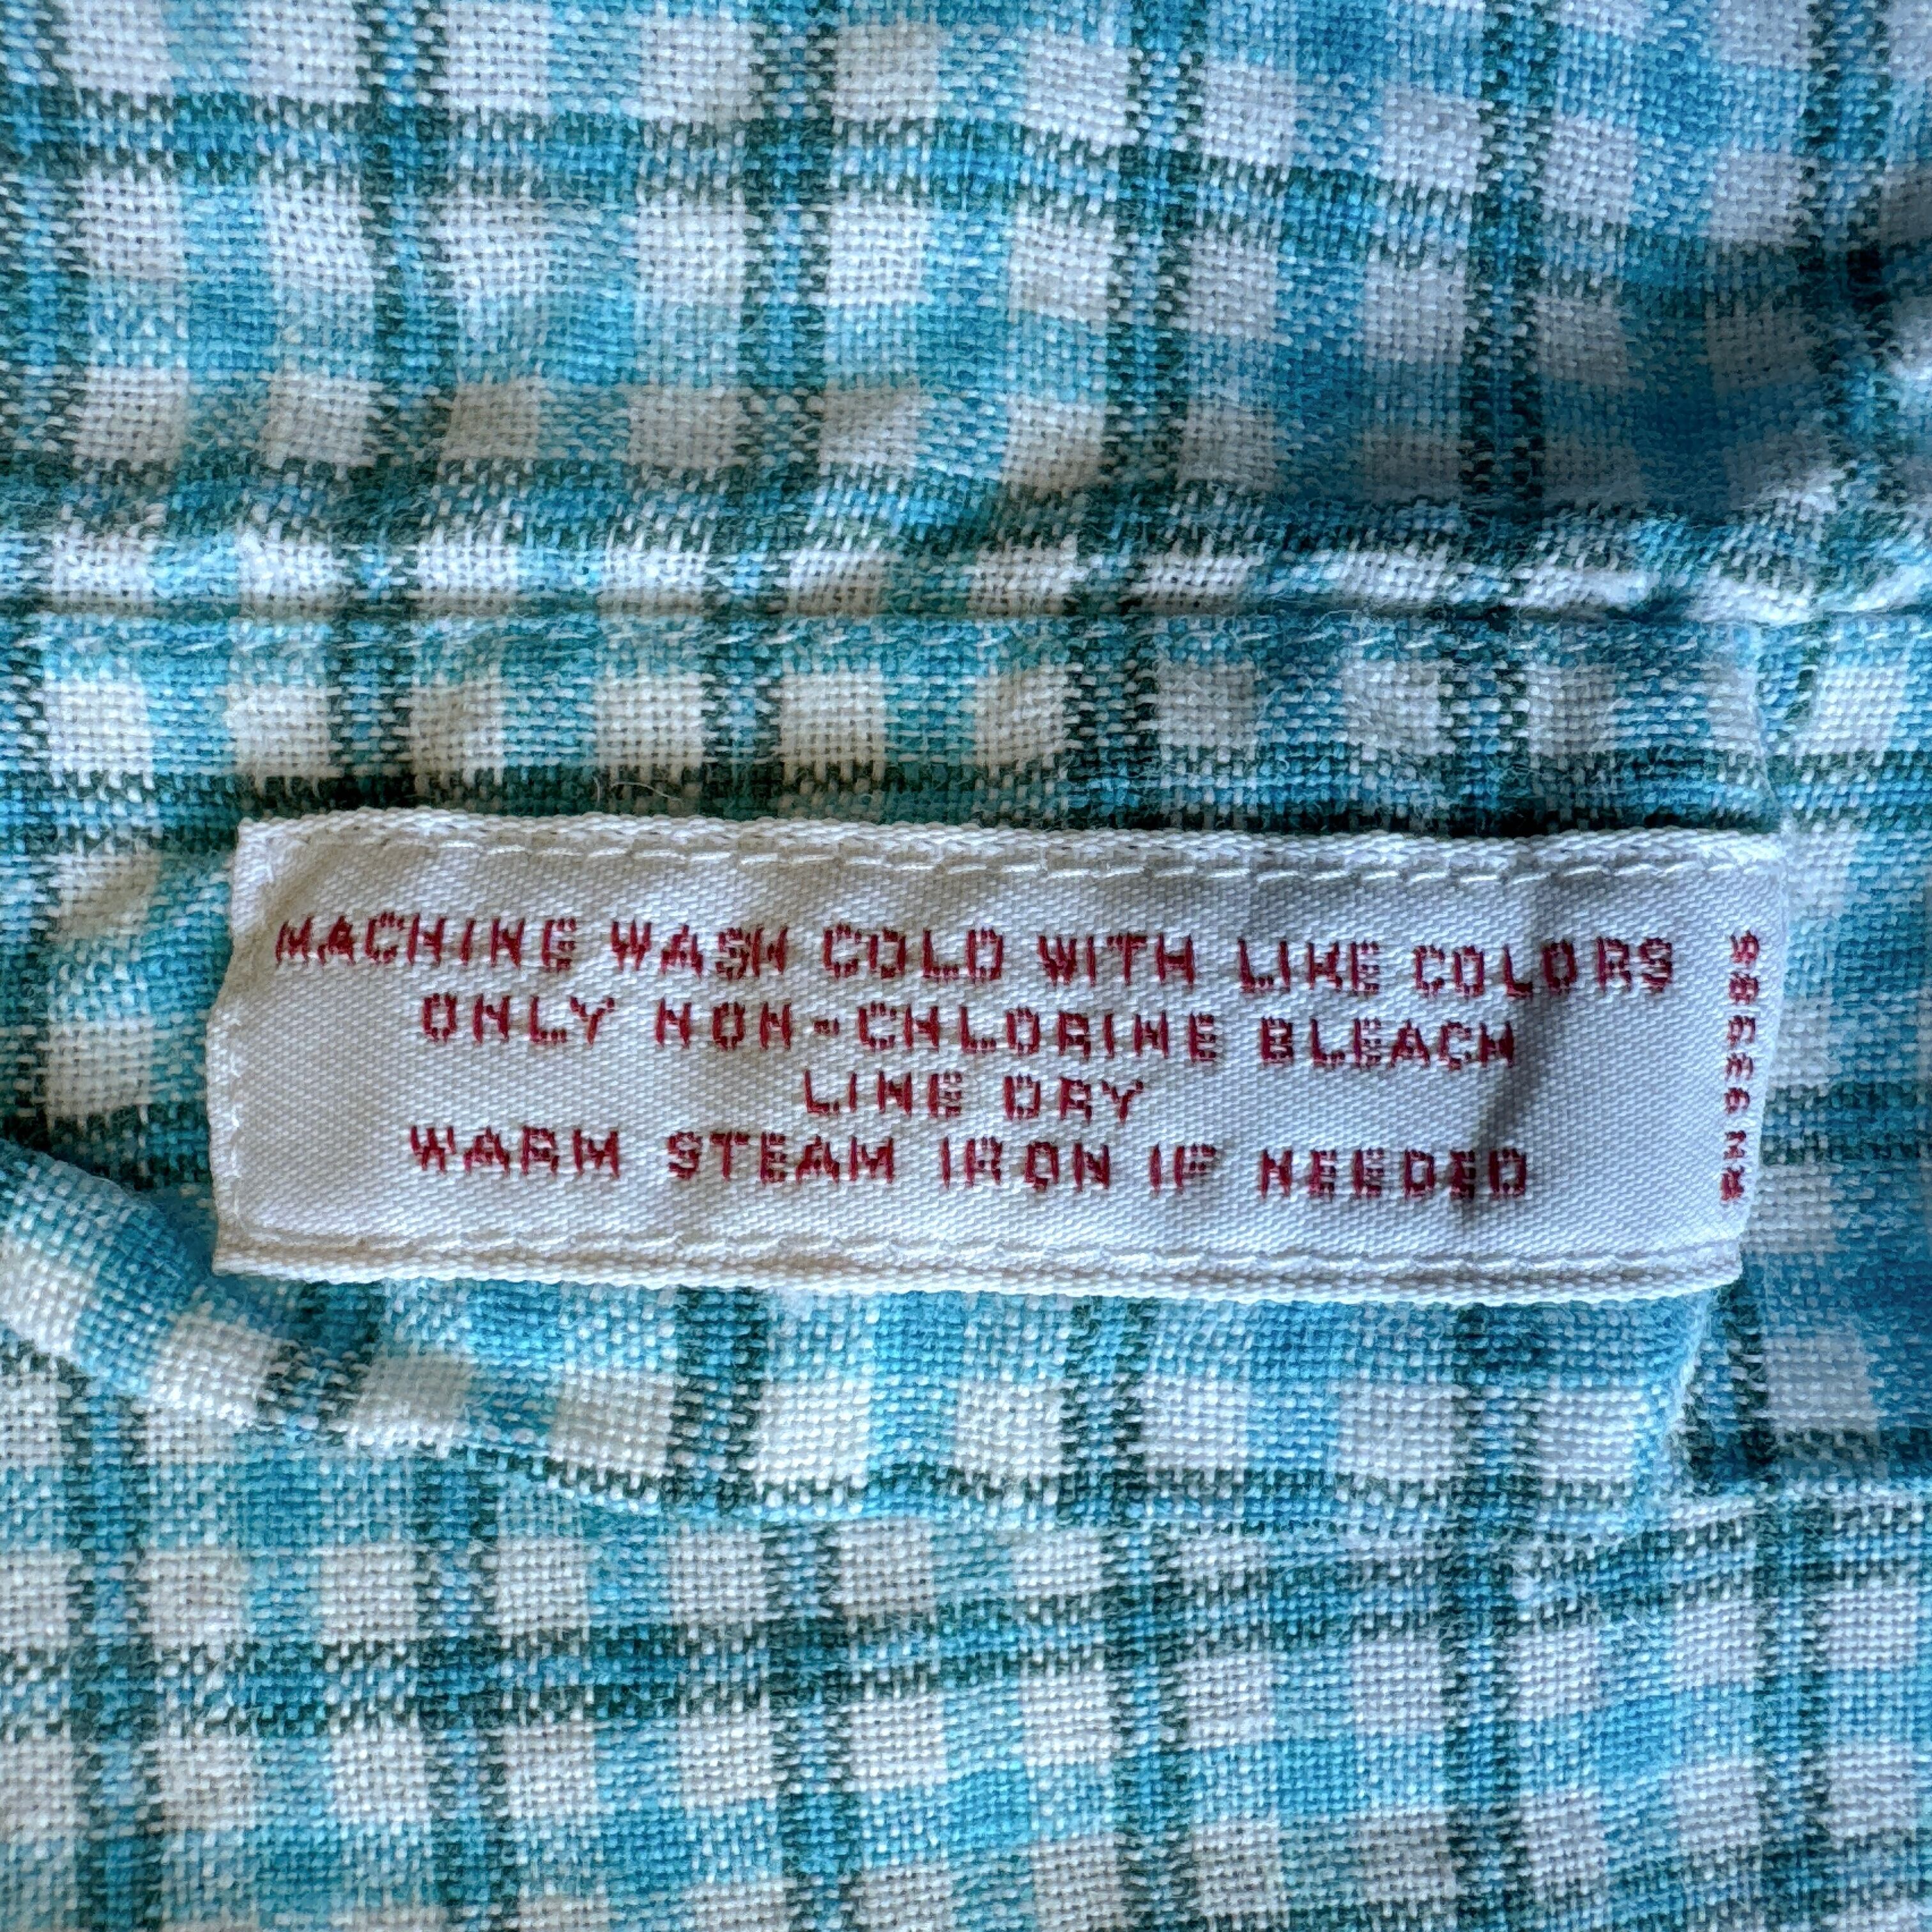 MACHINE WASH COLD WITH LIKE COLORS
ONLY NON-CHLORINE BLEACH
LINE DRY
WARM STEAM IRON IF NEEDED